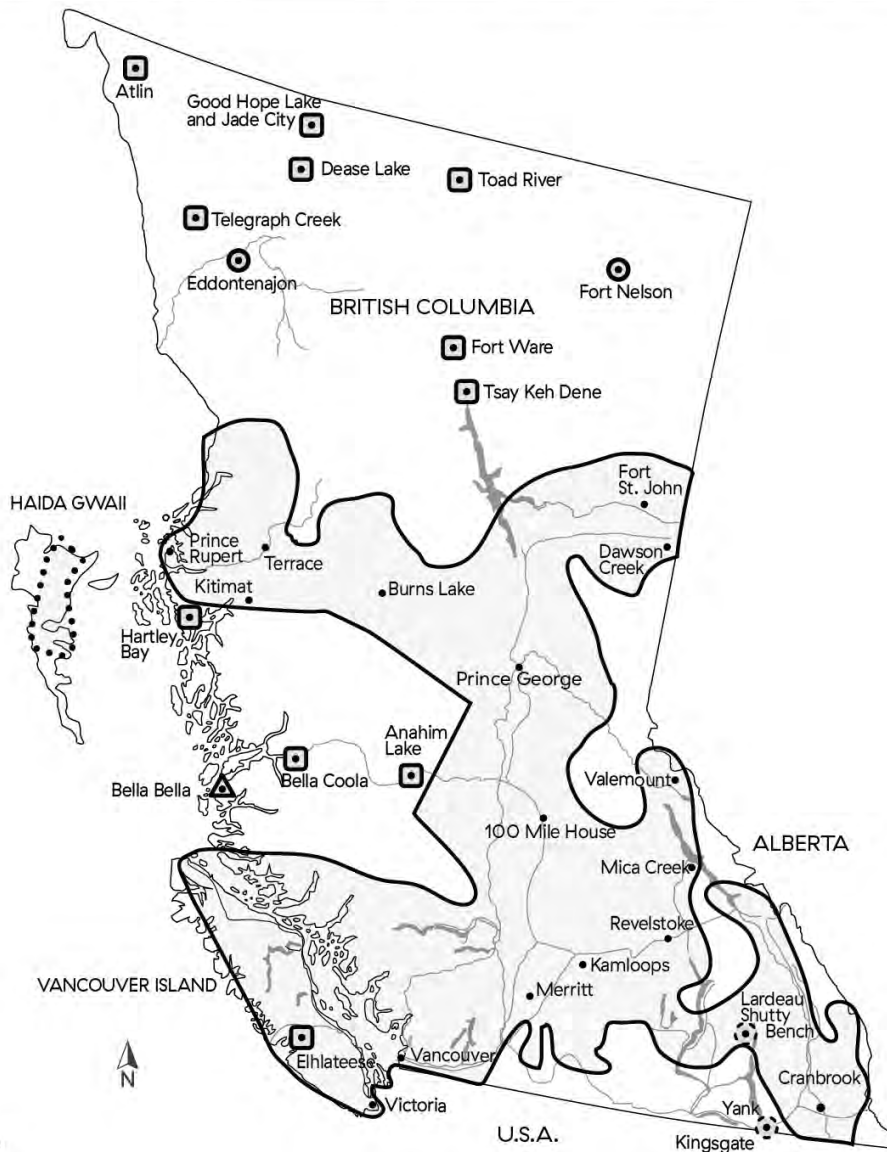 Atlin
Good Hope Lake
and Jade City
Dease Lake
Toad River
Telegraph Creek
Eddontenajon
Fort Nelson
BRITISH COLUMBIA
Fort Ware
Tsay Keh Dene
Fort
St. John
HAIDA GWAII
Prince
Rupert
Terrace
Dawson
Creek
Kitimat
Burns Lake
Hartley
Bay
Prince George
Anahim
Lake
Bella Coola
Valemount
Bella Bella
100 Mile House
ALBERTA
Mica Creek
Revelstoke
Kamloops
VANCOUVER ISLAND
Merritt
Lardeau
Shutty
Bench
Elhlateese
Vancouver
N
Cranbrook
Victoria
Yank
U.S.A.
Kingsgate